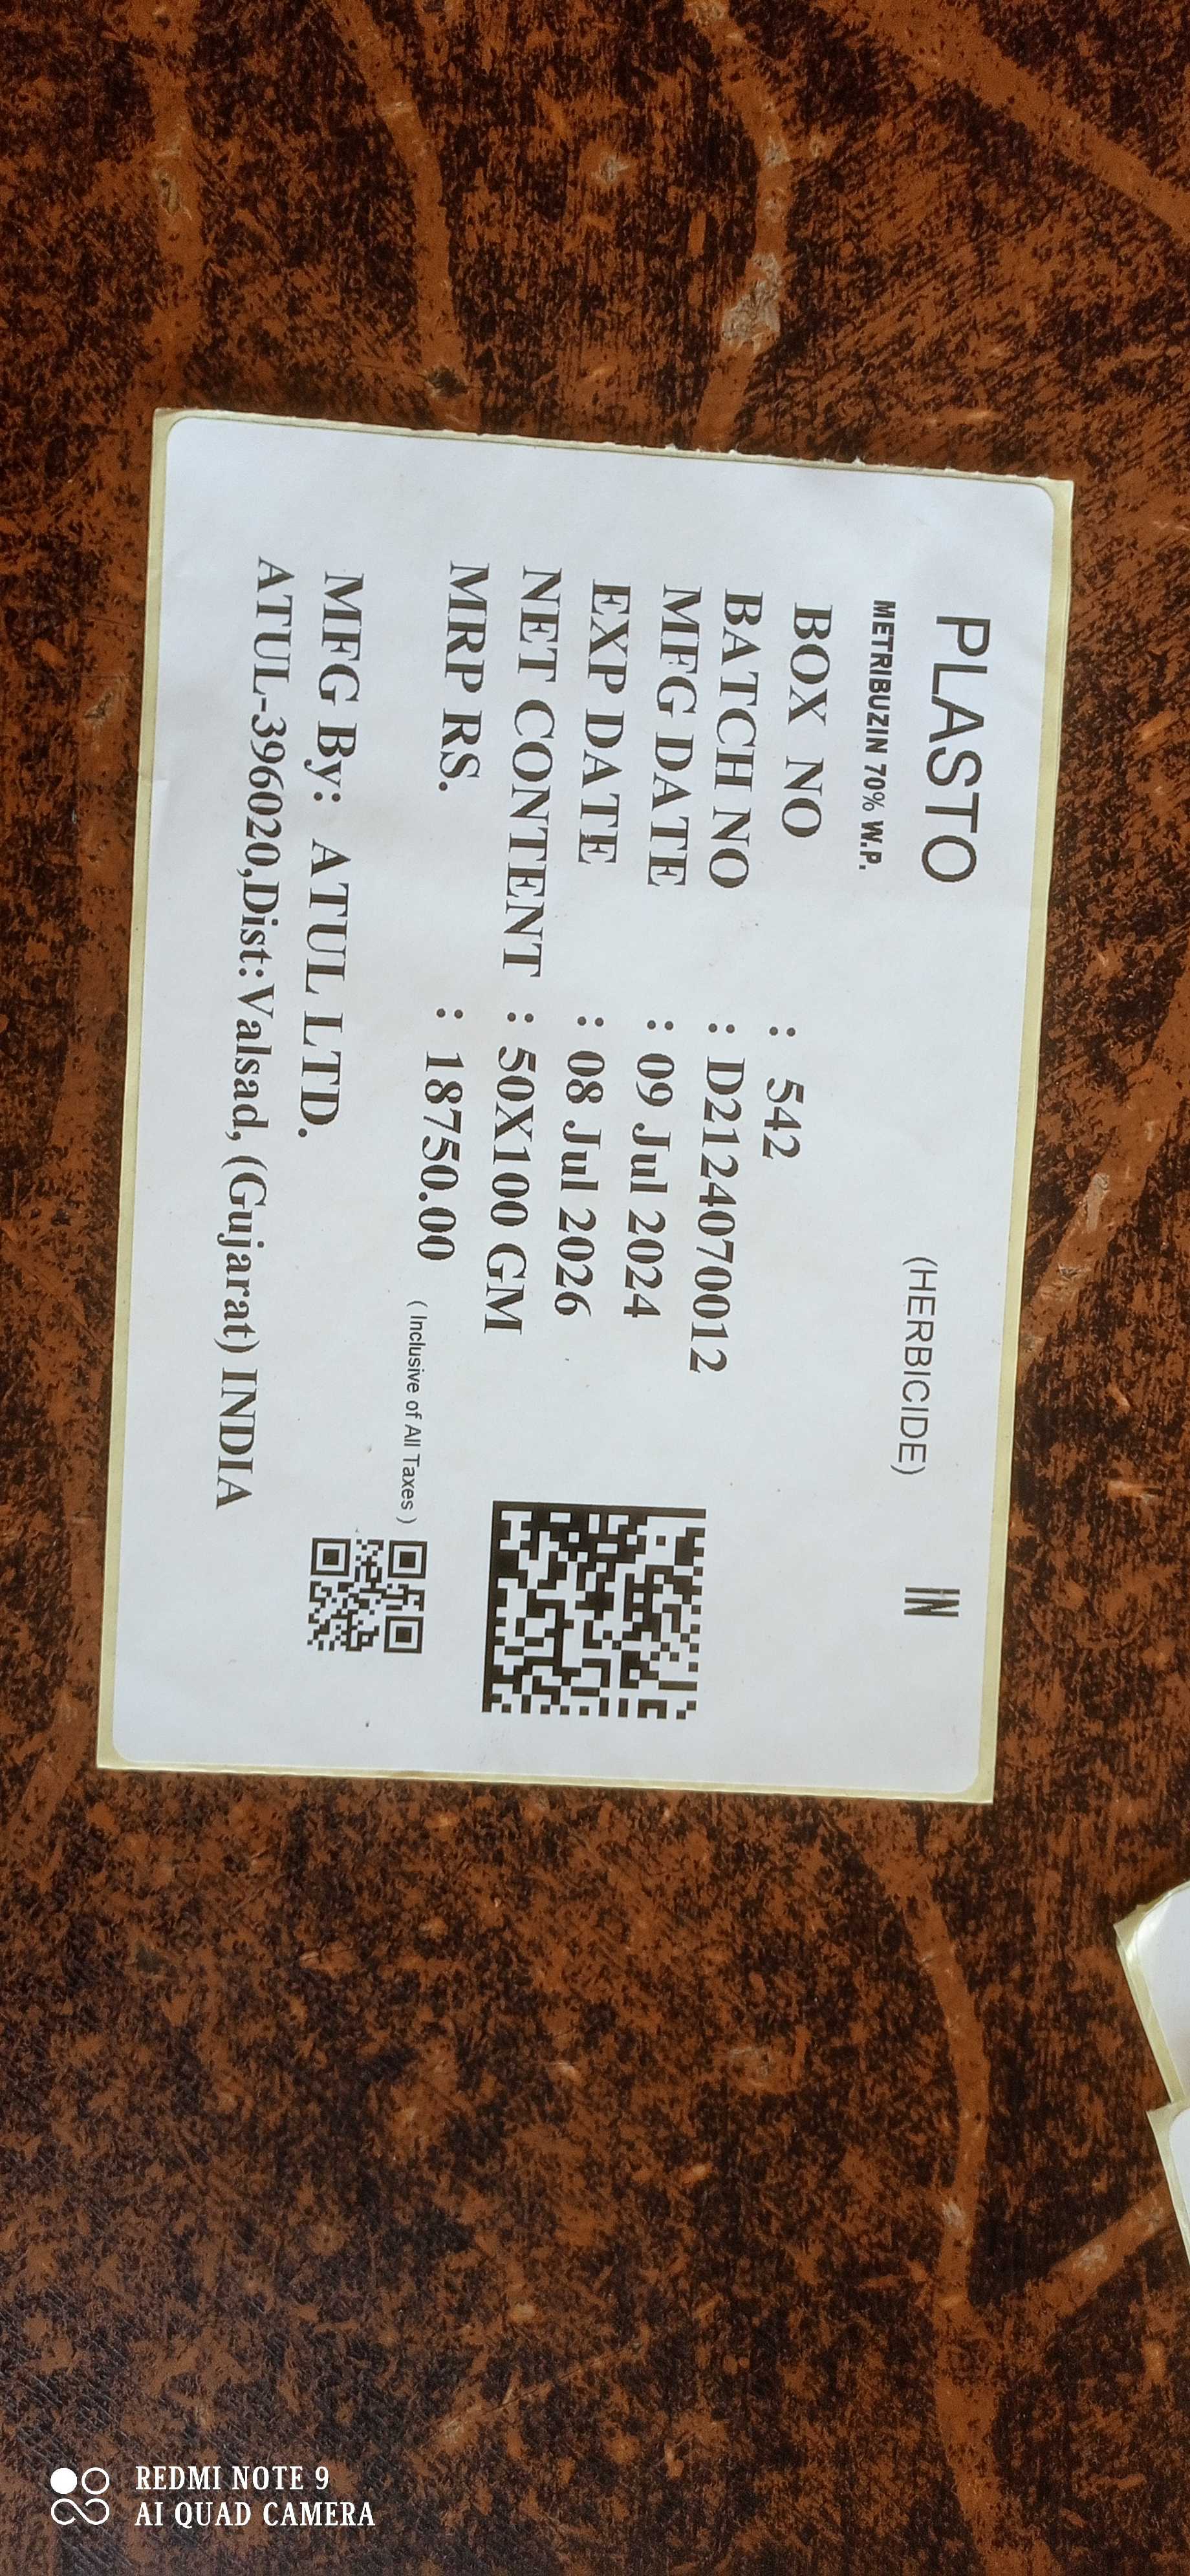 PLASTO (HERBICIDE) IN
METRIBUZIN 70% W.P.
BOX NO : 542
BATCH NO : D2124070012
MFG DATE : 09 Jul 2024
EXP DATE : 08 Jul 2026
NET CONTENT : 50X100 GM
MRP RS. : 18750.00 ( Inclusive of All Taxes )
MFG By: ATUL LTD.
ATUL-396020,Dist:Valsad, (Gujarat) INDIA
REDMI NOTE 9
AI QUAD CAMERA